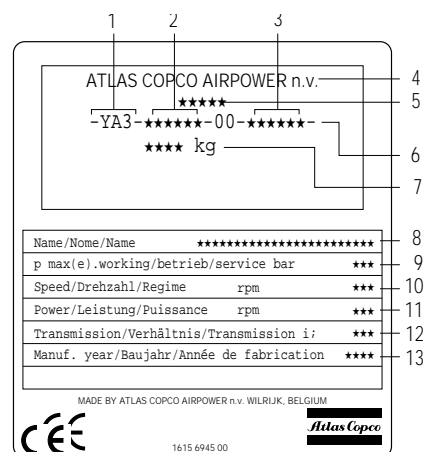 1 2 3
ATLAS COPCO AIRPOWER n.v. 4
★★★★★ 5
-YA3-★★★★★★-00-★★★★★★- 6
★★★★ kg 7
Name/Nome/Name ★★★★★★★★★★★★★★★★★★★★★★★★ 8
p max(e).working/betrieb/service bar ★★★ 9
Speed/Drehzahl/Regime rpm ★★★ 10
Power/Leistung/Puissance rpm ★★★ 11
Transmission/Verhältnis/Transmission i; ★★★ 12
Manuf. year/Baujahr/Année de fabrication ★★★★ 13
MADE BY ATLAS COPCO AIRPOWER n.v. WILRIJK, BELGIUM
CE Atlas Copco
1615 6945 00